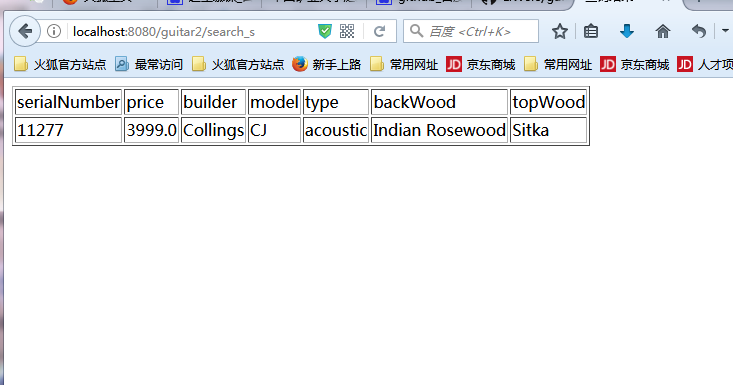 localhost:8080/guitar2/search_s
百度 <Ctrl+K>
火狐官方站点 最常访问 火狐官方站点 新手上路 常用网址 JD 京东商城 常用网址 JD 京东商城 JD 人才项
serialNumber price builder model type backWood topWood
11277 3999.0 Collings CJ acoustic Indian Rosewood Sitka